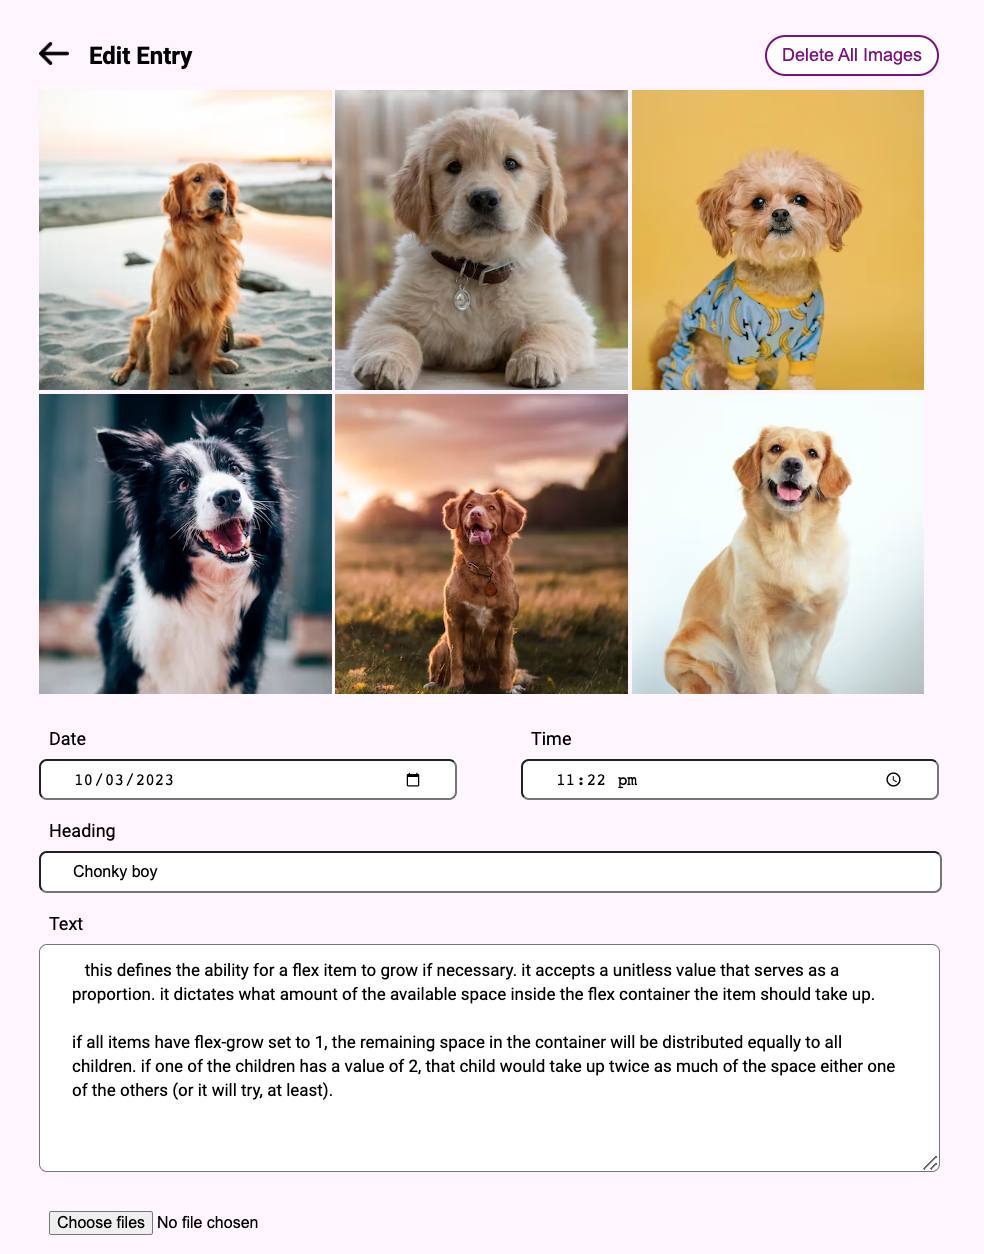 Edit Entry
Delete All Images
Date
Time
10/03/2023
11:22 pm
Heading
Chonky boy
Text
this defines the ability for a flex item to grow if necessary. it accepts a unitless value that serves as a
proportion. it dictates what amount of the available space inside the flex container the item should take up.
if all items have flex-grow set to 1, the remaining space in the container will be distributed equally to all
children. if one of the children has a value of 2, that child would take up twice as much of the space either one
of the others (or it will try, at least).
Choose files No file chosen